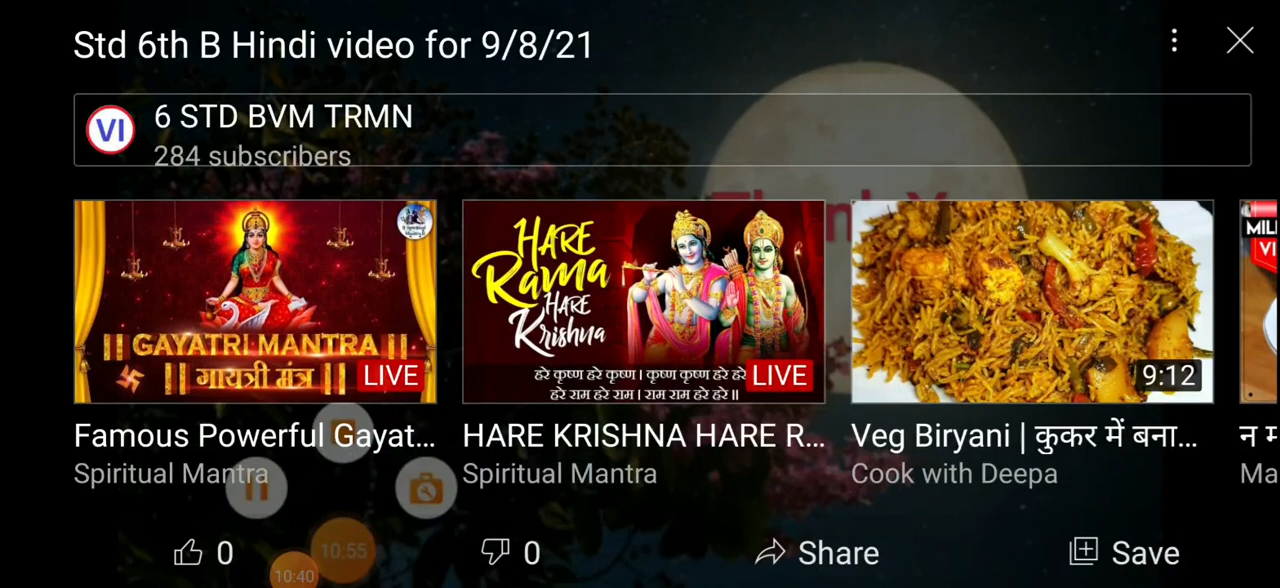 Std 6th B Hindi video for 9/8/21
VI
6 STD BVM TRMN
284 subscribers
|| GAYATRI MANTRA ||
|| गायत्री मंत्र ||
LIVE
HARE
Rama
HARE
Krishna
हरे कृष्ण हरे कृष्ण । कृष्ण कृष्ण हरे हरे
हरे राम हरे राम । राम राम हरे हरे ॥
LIVE
9:12
MIL
VI
Famous Powerful Gayat...
Spiritual Mantra
HARE KRISHNA HARE R...
Spiritual Mantra
Veg Biryani | कुकर में बना...
Cook with Deepa
न म
Ma
0
0
Share
Save
10:55
10:40